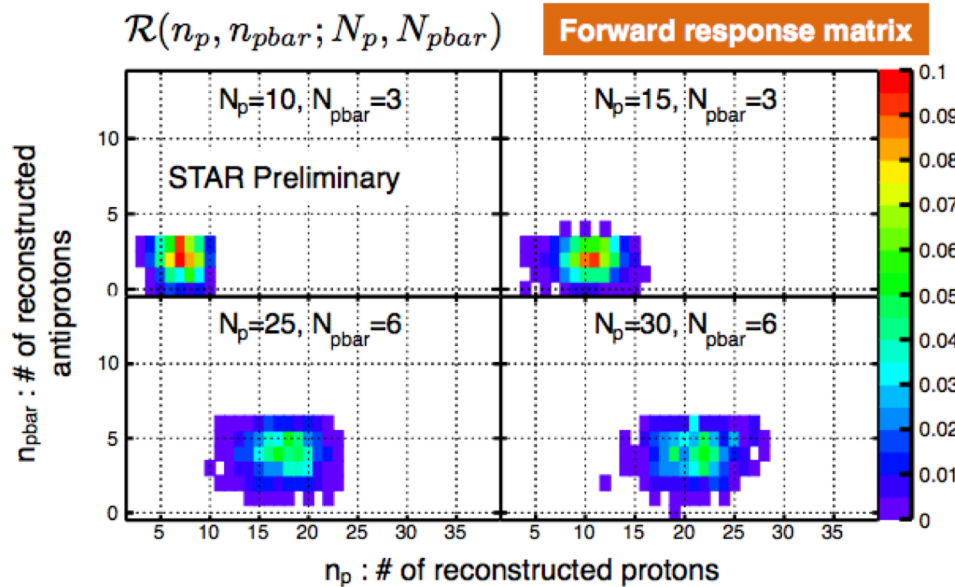 R(n_p, n_pbar; N_p, N_pbar)
Forward response matrix
N_p=10, N_pbar=3
N_p=15, N_pbar=3
STAR Preliminary
N_p=25, N_pbar=6
N_p=30, N_pbar=6
10
5
0
10
5
0
5 10 15 20 25 30 35
5 10 15 20 25 30 35
0.1
0.09
0.08
0.07
0.06
0.05
0.04
0.03
0.02
0.01
0
n_pbar : # of reconstructed
antiprotons
n_p : # of reconstructed protons